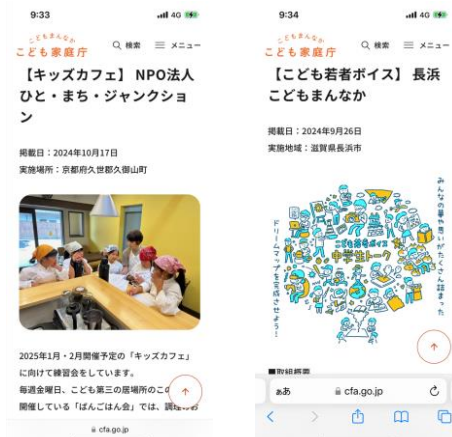 9:33
4G
こどもまんなか
こども家庭庁
検索
メニュー
【キッズカフェ】 NPO法人
ひと・まち・ジャンクショ
ン
掲載日：2024年10月17日
実施場所：京都府久世郡久御山町
2025年1月・2月開催予定の「キッズカフェ」
に向けて練習会をしています。
毎週金曜日、こども第三の居場所のこ
開催している「ばんごはん会」では、調理
cfa.go.jp
9:34
4G
こどもまんなか
こども家庭庁
検索
メニュー
【こども若者ボイス】 長浜
こどもまんなか
掲載日：2024年9月26日
実施地域：滋賀県長浜市
みんなの夢や思いがたくさん詰まった
こども若者ボイス
中学生トーク
ドリームマップを完成させよう！
■取組概要
ああ
cfa.go.jp